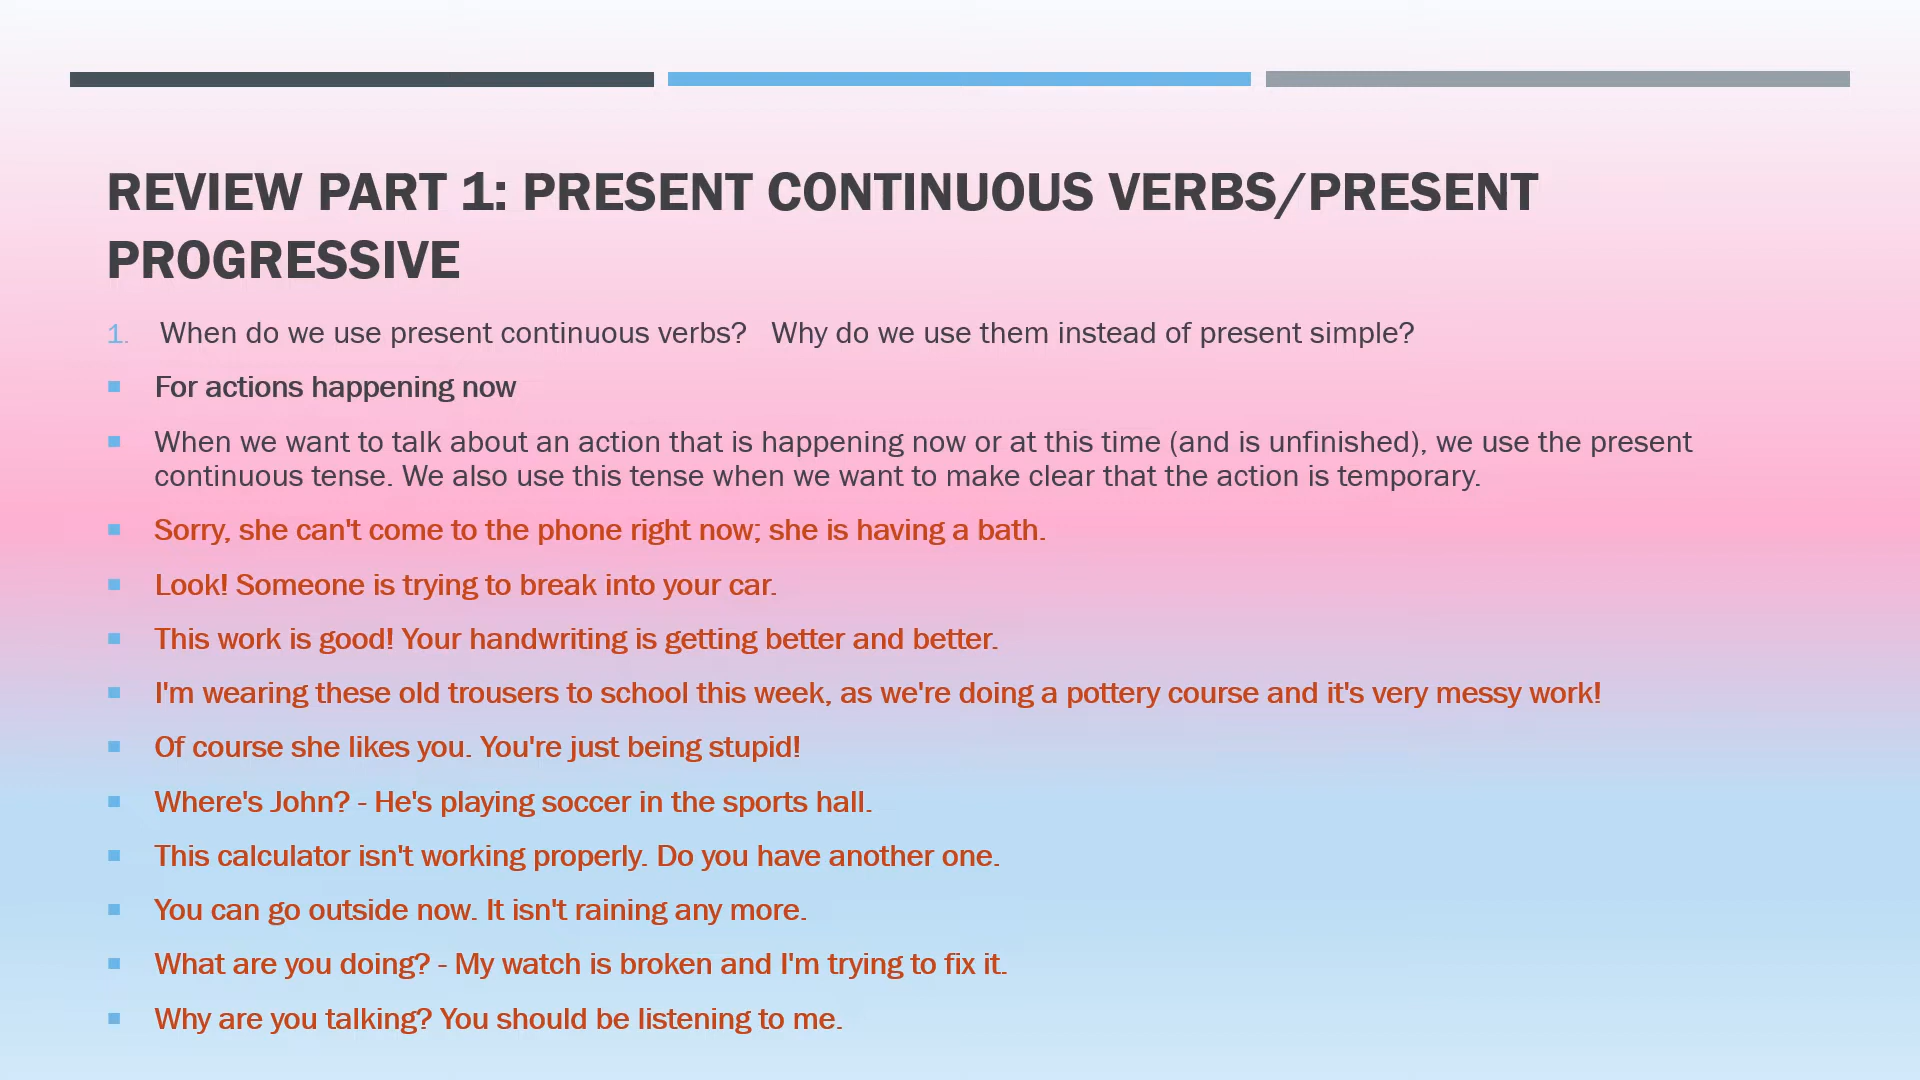 REVIEW PART 1: PRESENT CONTINUOUS VERBS/PRESENT
PROGRESSIVE
1. When do we use present continuous verbs? Why do we use them instead of present simple?
For actions happening now
When we want to talk about an action that is happening now or at this time (and is unfinished), we use the present
continuous tense. We also use this tense when we want to make clear that the action is temporary.
Sorry, she can't come to the phone right now; she is having a bath.
Look! Someone is trying to break into your car.
This work is good! Your handwriting is getting better and better.
I'm wearing these old trousers to school this week, as we're doing a pottery course and it's very messy work!
Of course she likes you. You're just being stupid!
Where's John? - He's playing soccer in the sports hall.
This calculator isn't working properly. Do you have another one.
You can go outside now. It isn't raining any more.
What are you doing? - My watch is broken and I'm trying to fix it.
Why are you talking? You should be listening to me.